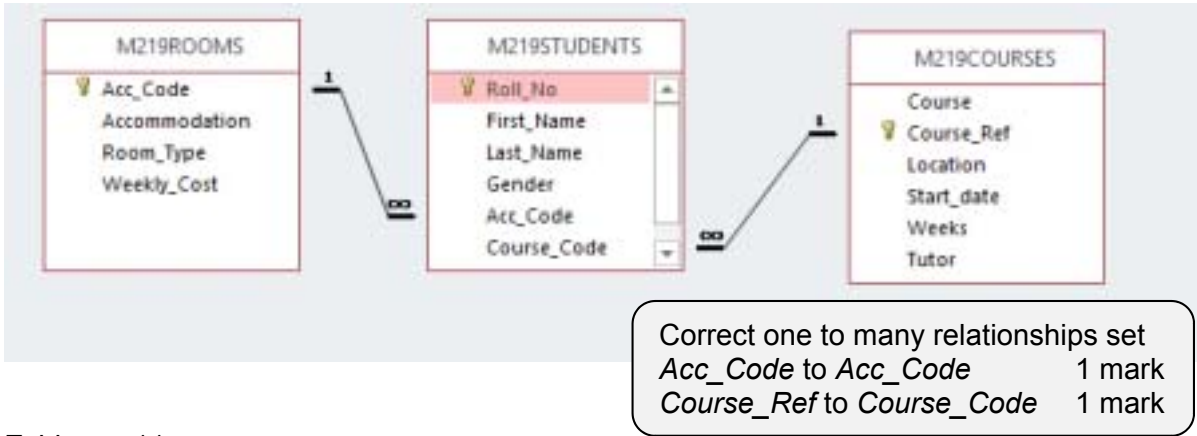 M219ROOMS
Acc_Code
Accommodation
Room_Type
Weekly_Cost
1
∞
M219STUDENTS
Roll_No
First_Name
Last_Name
Gender
Acc_Code
Course_Code
1
∞
M219COURSES
Course
Course_Ref
Location
Start_date
Weeks
Tutor
Correct one to many relationships set
Acc_Code to Acc_Code 1 mark
Course_Ref to Course_Code 1 mark